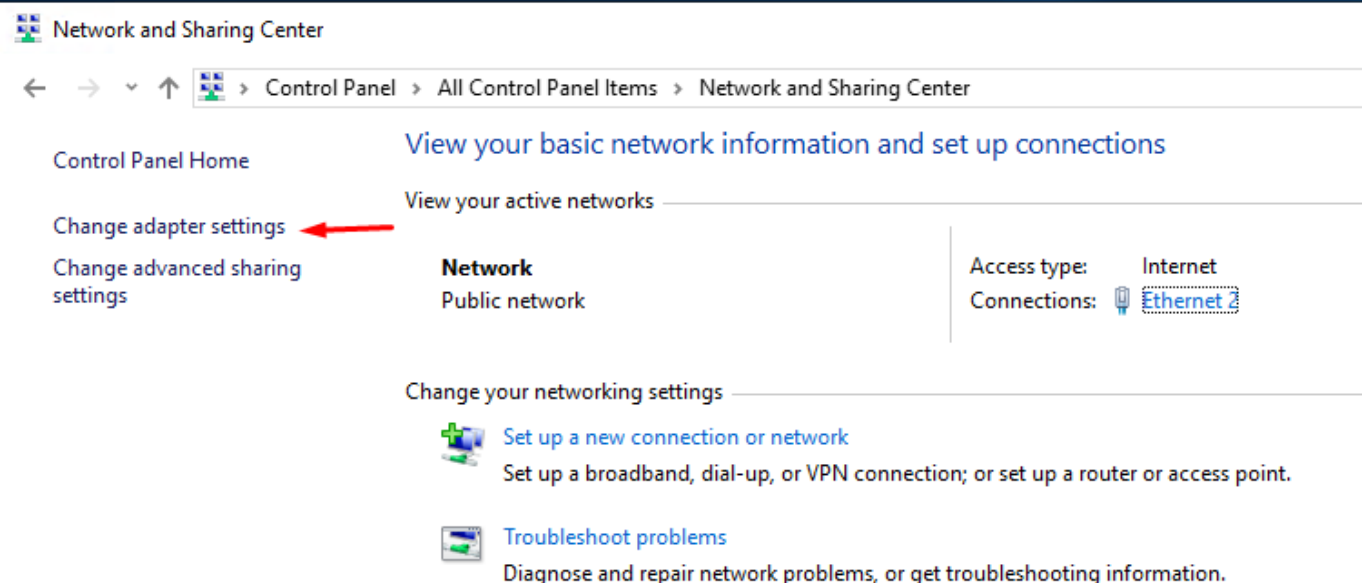 Network and Sharing Center
Control Panel > All Control Panel Items > Network and Sharing Center
Control Panel Home
Change adapter settings
Change advanced sharing
settings
View your basic network information and set up connections
View your active networks
Network
Public network
Access type: Internet
Connections: Ethernet 2
Change your networking settings
Set up a new connection or network
Set up a broadband, dial-up, or VPN connection; or set up a router or access point.
Troubleshoot problems
Diagnose and repair network problems, or get troubleshooting information.